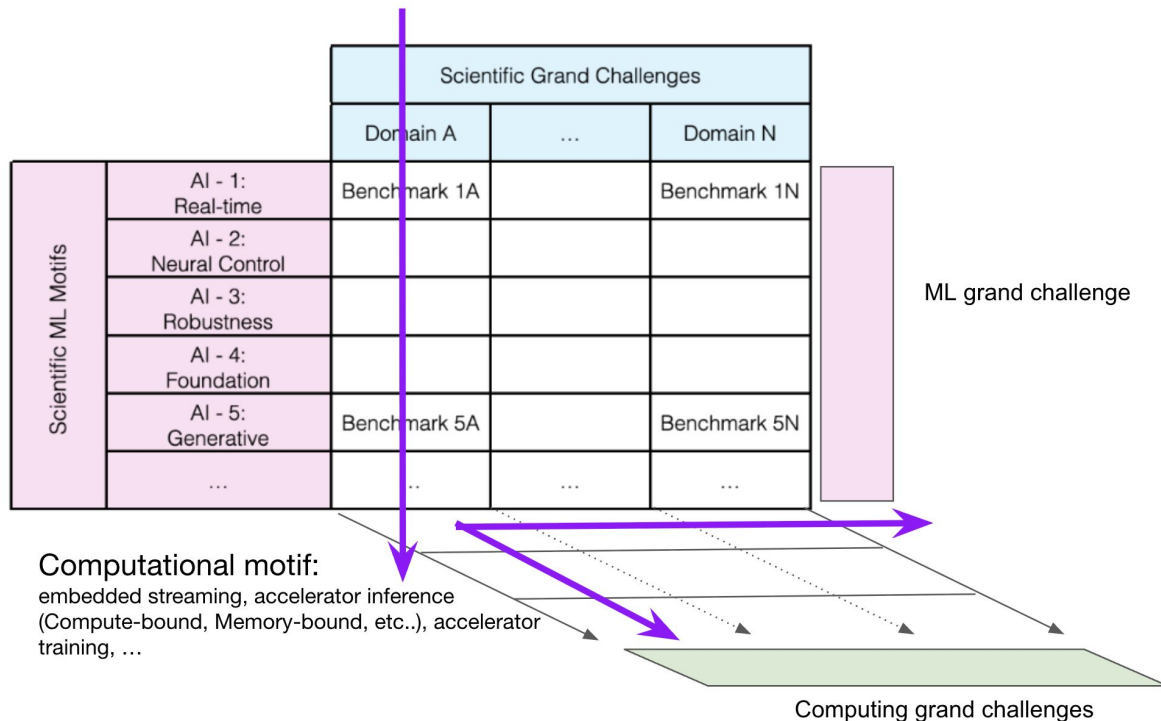 Scientific Grand Challenges
Domain A
...
Domain N
Scientific ML Motifs
AI - 1:
Real-time
Benchmark 1A
Benchmark 1N
AI - 2:
Neural Control
AI - 3:
Robustness
AI - 4:
Foundation
AI - 5:
Generative
Benchmark 5A
Benchmark 5N
...
..
...
...
ML grand challenge
Computational motif:
embedded streaming, accelerator inference
(Compute-bound, Memory-bound, etc..), accelerator
training, ...
Computing grand challenges